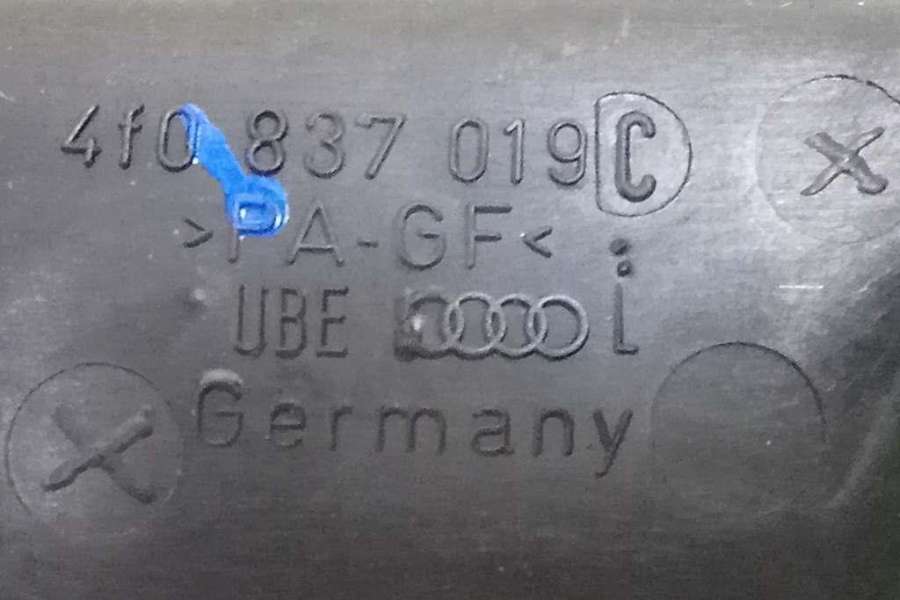 4f0 837 019 C
>PA-GF<
UBE
Germany